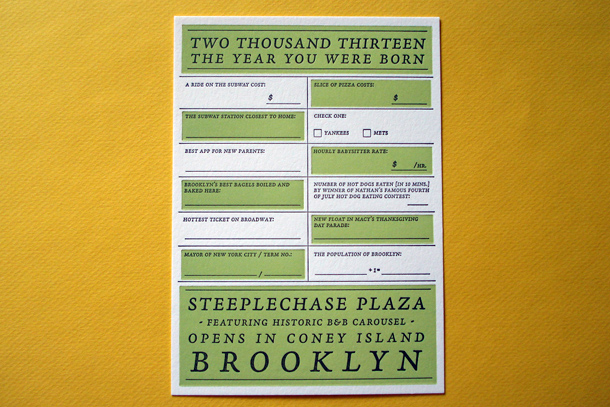 TWO THOUSAND THIRTEEN
THE YEAR YOU WERE BORN
A RIDE ON THE SUBWAY COST:
$
SLICE OF PIZZA COSTS:
$
THE SUBWAY STATION CLOSEST TO HOME:
CHECK ONE:
YANKEES METS
BEST APP FOR NEW PARENTS:
HOURLY BABYSITTER RATE:
$ /HR.
BROOKLYN'S BEST BAGELS BOILED AND
BAKED HERE:
NUMBER OF HOT DOGS EATEN [IN 10 MINS.]
BY WINNER OF NATHAN'S FAMOUS FOURTH
OF JULY HOT DOG EATING CONTEST:
HOTTEST TICKET ON BROADWAY:
NEW FLOAT IN MACY'S THANKSGIVING
DAY PARADE:
MAYOR OF NEW YORK CITY / TERM NO.:
/
THE POPULATION OF BROOKLYN:
+1=
STEEPLECHASE PLAZA
- FEATURING HISTORIC B&B CAROUSEL -
OPENS IN CONEY ISLAND
BROOKLYN